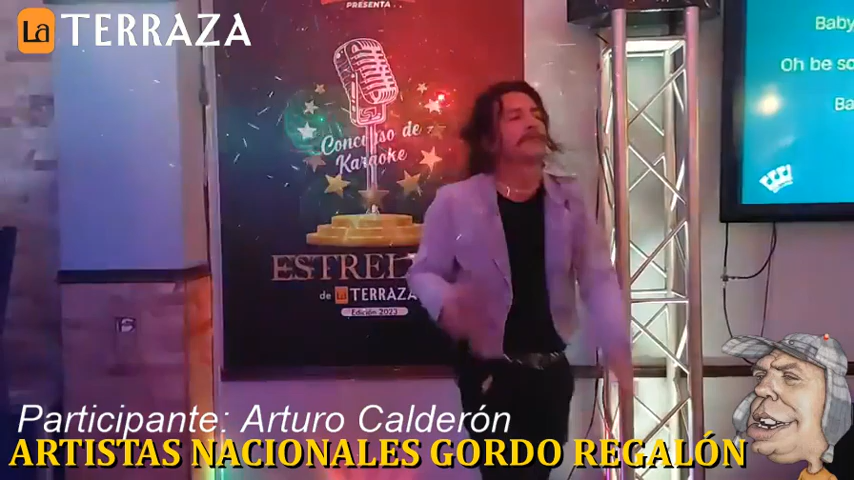 PRESENTA
La TERRAZA
Baby
Oh be so
Ba
Concurso de
Karaoke
de La TERRAZA
Edición 2023
Participante: Arturo Calderón
ARTISTAS NACIONALES GORDO REGALÓN